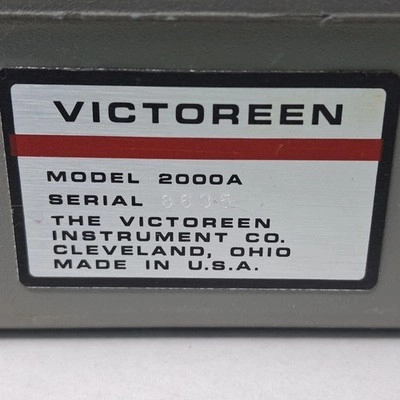 VICTOREEN
MODEL 2000A
SERIAL
THE VICTOREEN
INSTRUMENT CO.
CLEVELAND, OHIO
MADE IN U.S.A.